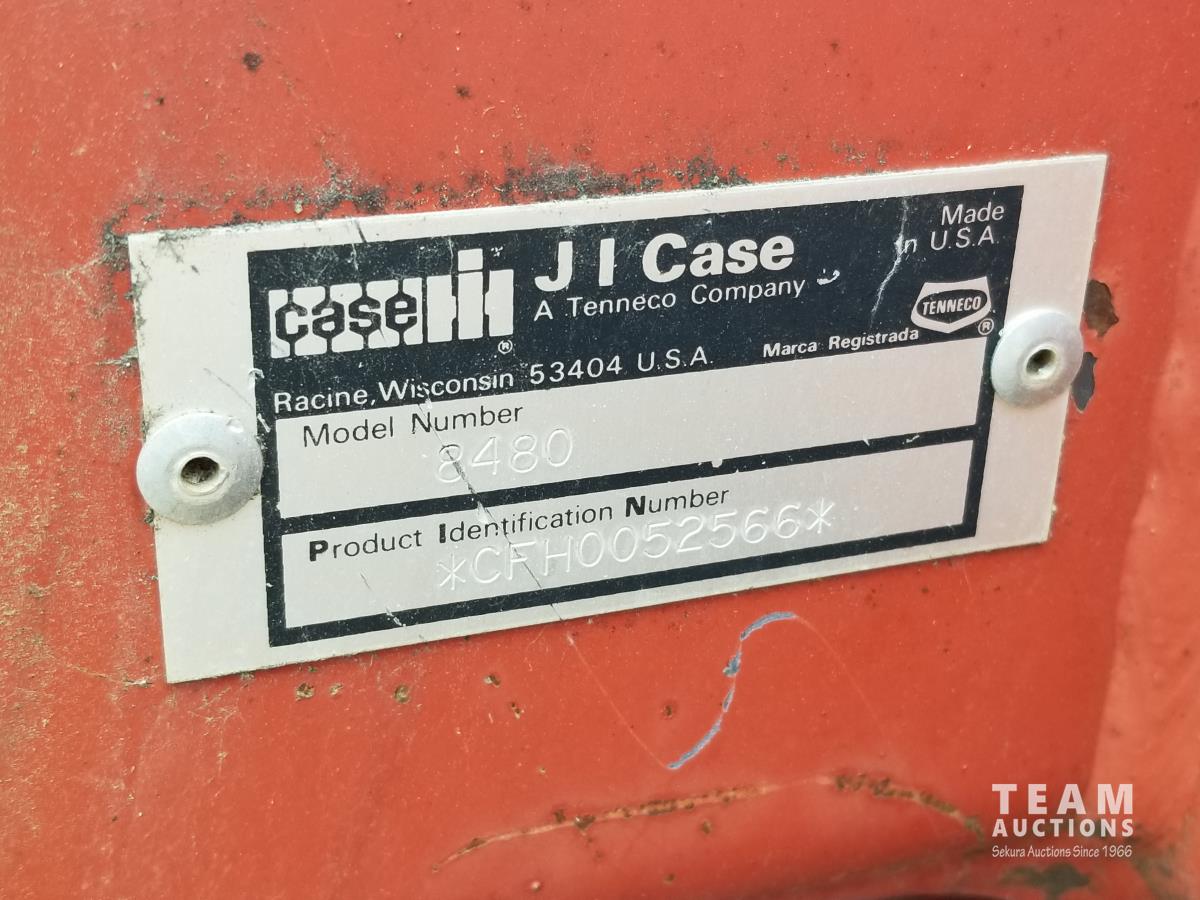 case IH ®
J I Case
A Tenneco Company
Made
in U.S.A.
TENNECO ®
Racine, Wisconsin 53404 U.S.A.
Marca Registrada
Model Number
8480
Product Identification Number
*CFH0052566*
TEAM
AUCTIONS
Sekura Auctions Since 1966